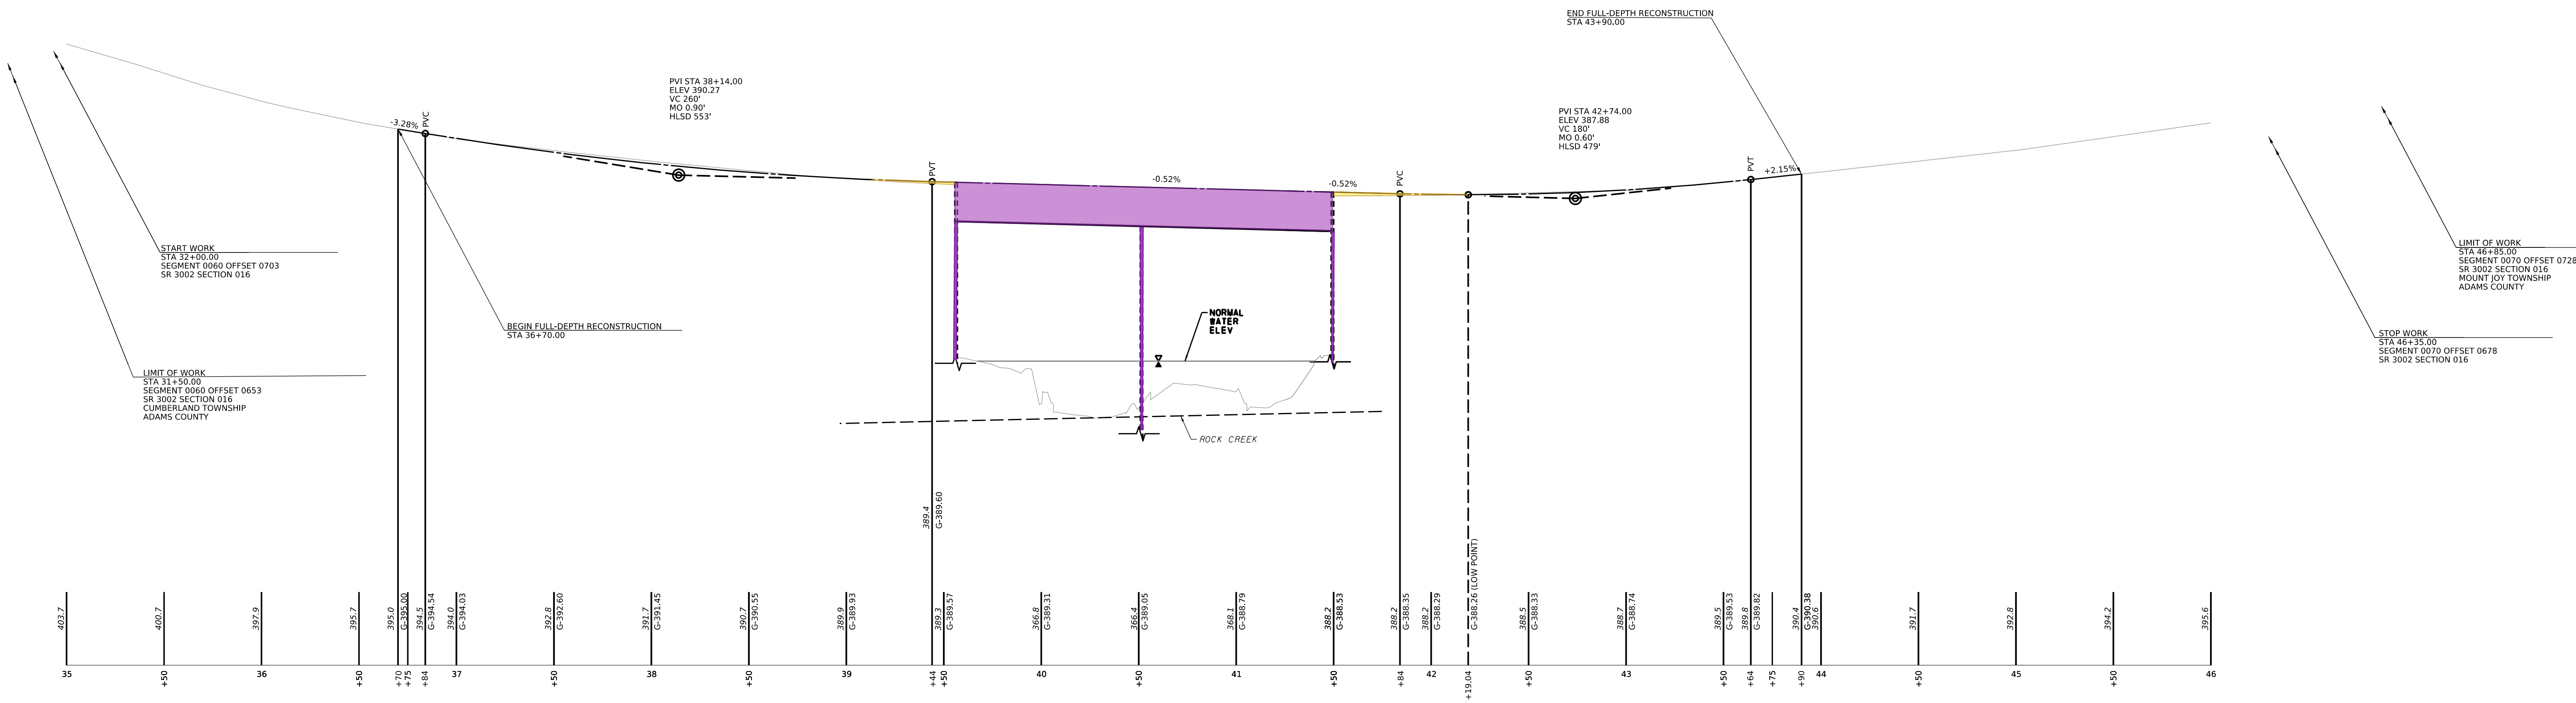 END FULL-DEPTH RECONSTRUCTION
STA 43+90.00
PVI STA 38+14.00
ELEV 390.27
VC 260'
MO 0.90'
HLSD 553'
PVI STA 42+74.00
ELEV 387.88
VC 180'
MO 0.60'
HLSD 479'
-3.28%
PVC
PVT
-0.52%
-0.52%
PVC
PVT
+2.15%
START WORK
STA 32+00.00
SEGMENT 0060 OFFSET 0703
SR 3002 SECTION 016
LIMIT OF WORK
STA 46+85.00
SEGMENT 0070 OFFSET 0728
SR 3002 SECTION 016
MOUNT JOY TOWNSHIP
ADAMS COUNTY
BEGIN FULL-DEPTH RECONSTRUCTION
STA 36+70.00
NORMAL
WATER
ELEV
STOP WORK
STA 46+35.00
SEGMENT 0070 OFFSET 0678
SR 3002 SECTION 016
LIMIT OF WORK
STA 31+50.00
SEGMENT 0060 OFFSET 0653
SR 3002 SECTION 016
CUMBERLAND TOWNSHIP
ADAMS COUNTY
ROCK CREEK
389.4
G-389.60
403.7
400.7
397.9
395.7
395.0
G-395.00
394.5
G-394.54
394.0
G-394.03
392.8
G-392.60
391.7
G-391.45
390.7
G-390.55
389.9
G-389.93
389.3
G-389.57
366.8
G-389.31
366.4
G-389.05
368.1
G-388.79
388.2
G-388.53
388.2
G-388.35
388.2
G-388.29
G-388.26 (LOW POINT)
388.5
G-388.33
388.7
G-388.74
389.5
G-389.53
389.8
G-389.82
390.4
G-390.38
390.6
391.7
392.8
394.2
395.6
35
+50
36
+50
+70
+75
+84
37
+50
38
+50
39
+44
+50
40
+50
41
+50
+84
42
+19.04
+50
43
+50
+64
+75
+90
44
+50
45
+50
46